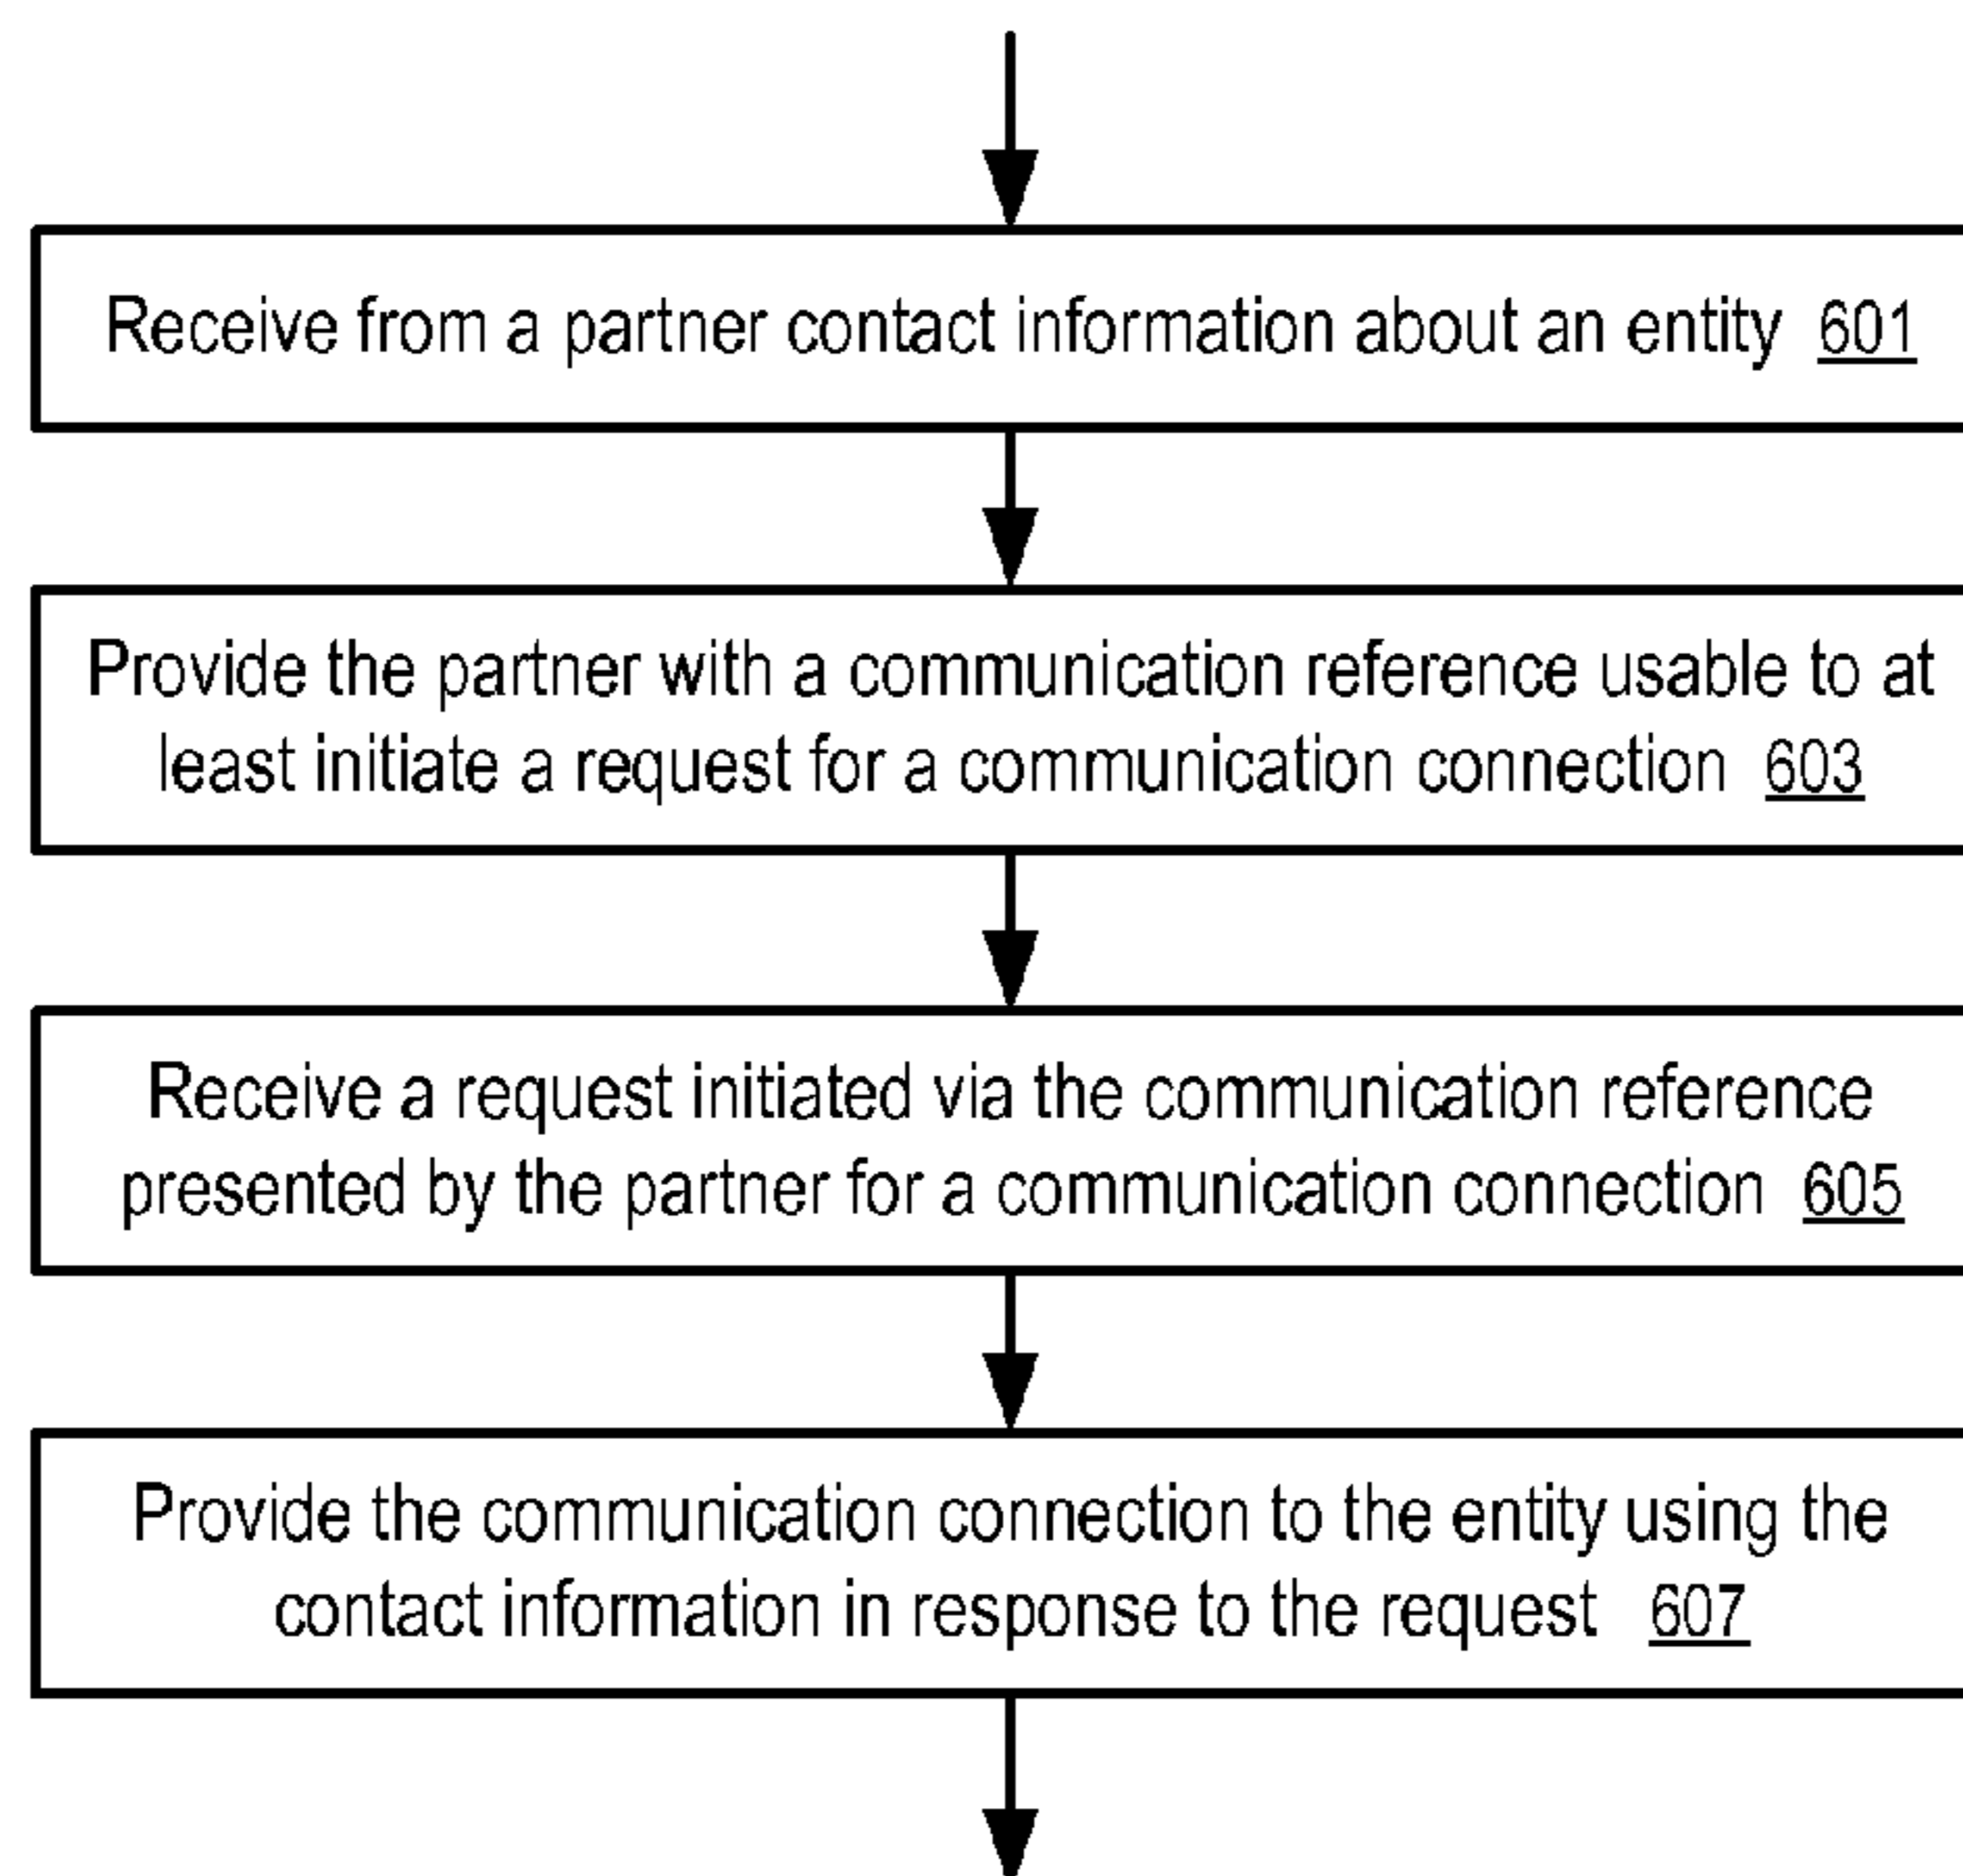 Receive from a partner contact information about an entity 601
Provide the partner with a communication reference usable to at
least initiate a request for a communication connection 603
Receive a request initiated via the communication reference
presented by the partner for a communication connection 605
Provide the communication connection to the entity using the
contact information in response to the request 607